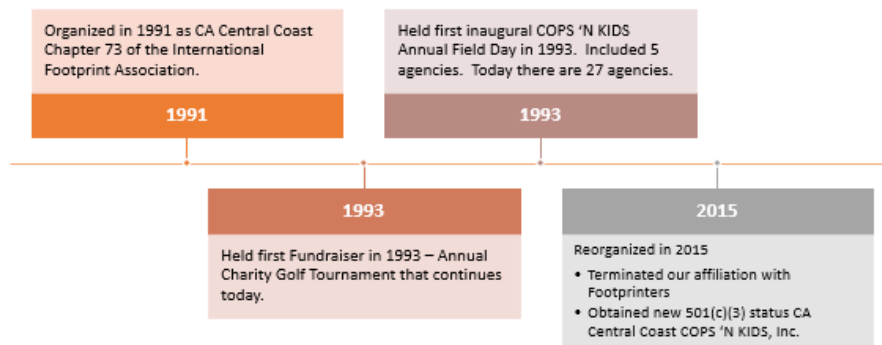 Organized in 1991 as CA Central Coast
Chapter 73 of the International
Footprint Association.
1991
Held first Fundraiser in 1993 – Annual
Charity Golf Tournament that continues
today.
1993
Held first inaugural COPS ‘N KIDS
Annual Field Day in 1993.  Included 5
agencies.  Today there are 27 agencies.
1993
2015
Reorganized in 2015
• Terminated our affiliation with
Footprinters
• Obtained new 501(c)(3) status CA
Central Coast COPS ‘N KIDS, Inc.